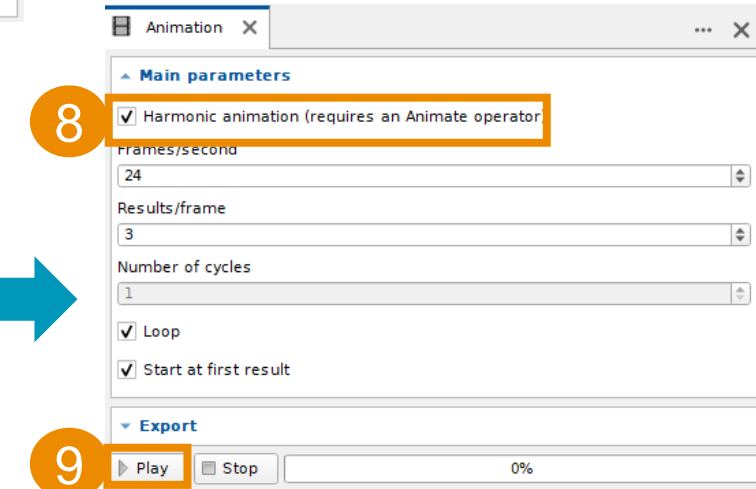 Animation
Main parameters
8
Harmonic animation (requires an Animate operator)
Frames/second
24
Results/frame
3
Number of cycles
1
Loop
Start at first result
Export
9
Play Stop 0%